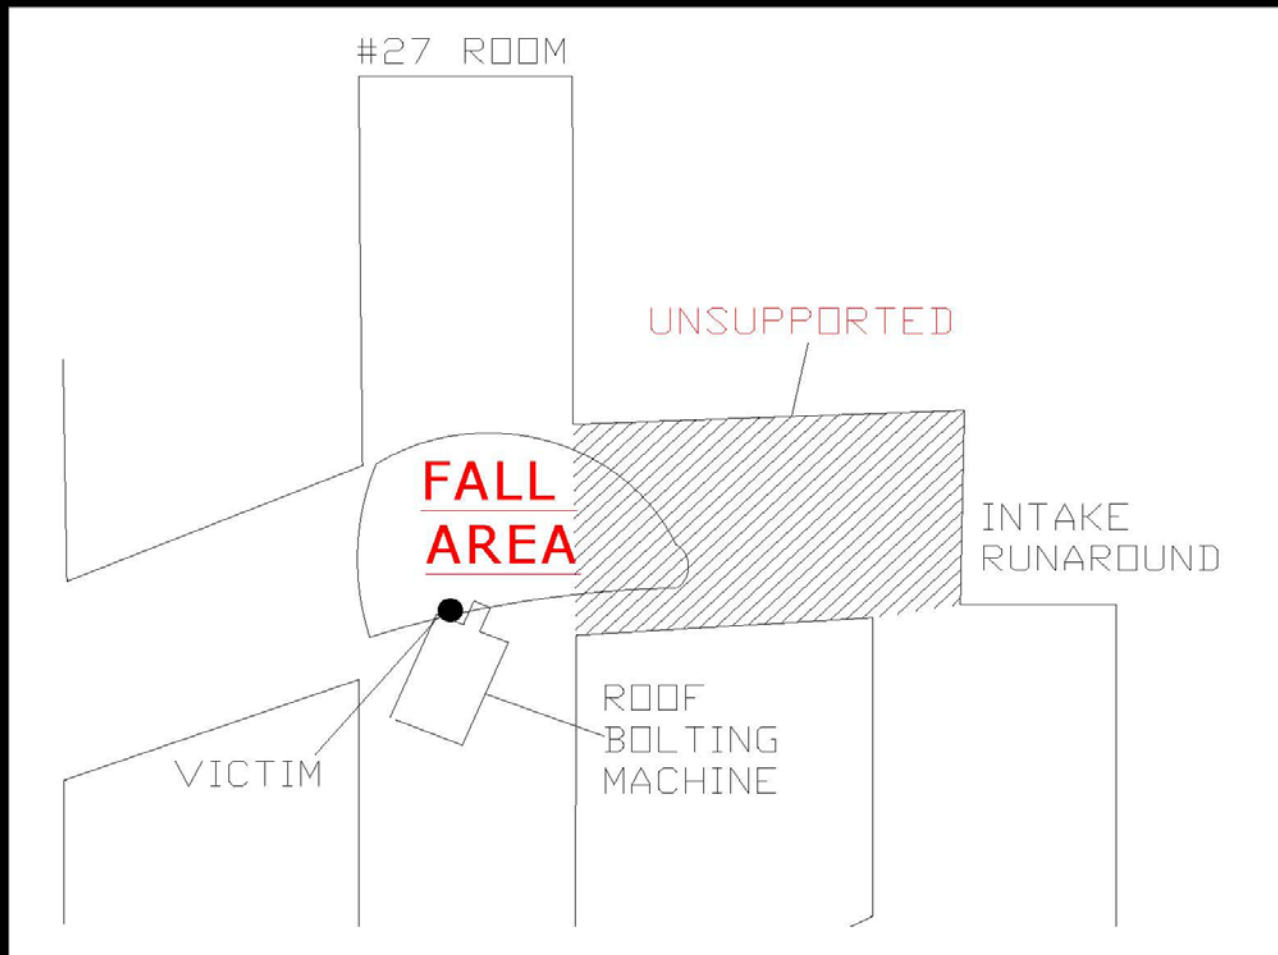 #27 ROOM
UNSUPPORTED
FALL
AREA
INTAKE
RUNAROUND
ROOF
BOLTING
MACHINE
VICTIM